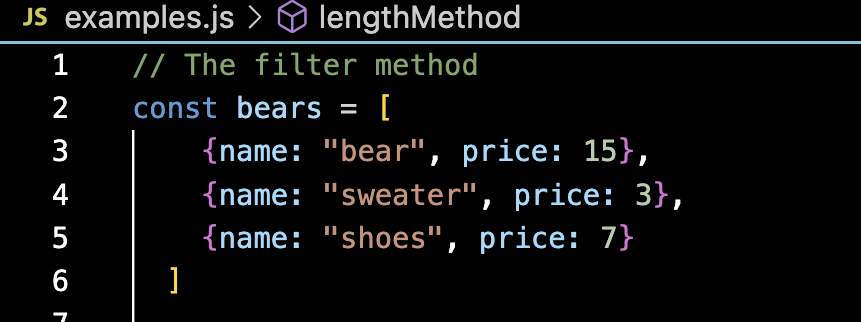 JS examples.js > lengthMethod
1 // The filter method
2 const bears = [
3 {name: "bear", price: 15},
4 {name: "sweater", price: 3},
5 {name: "shoes", price: 7}
6 ]
7